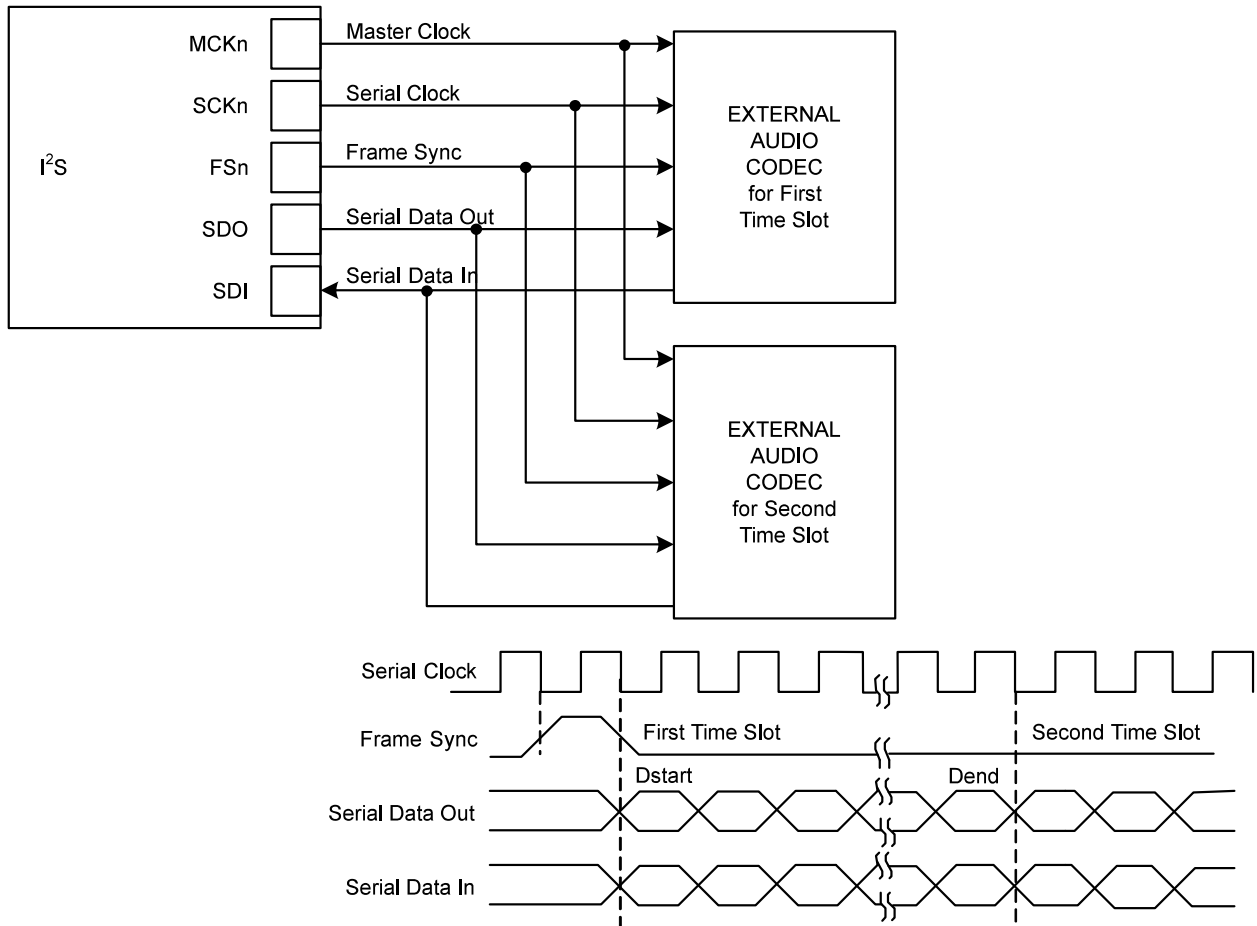 MCKn
Master Clock
SCKn
Serial Clock
I²S
FSn
Frame Sync
SDO
Serial Data Out
SDI
Serial Data In
EXTERNAL
AUDIO
CODEC
for First
Time Slot
EXTERNAL
AUDIO
CODEC
for Second
Time Slot
Serial Clock
Frame Sync
First Time Slot
Second Time Slot
Dstart
Dend
Serial Data Out
Serial Data In